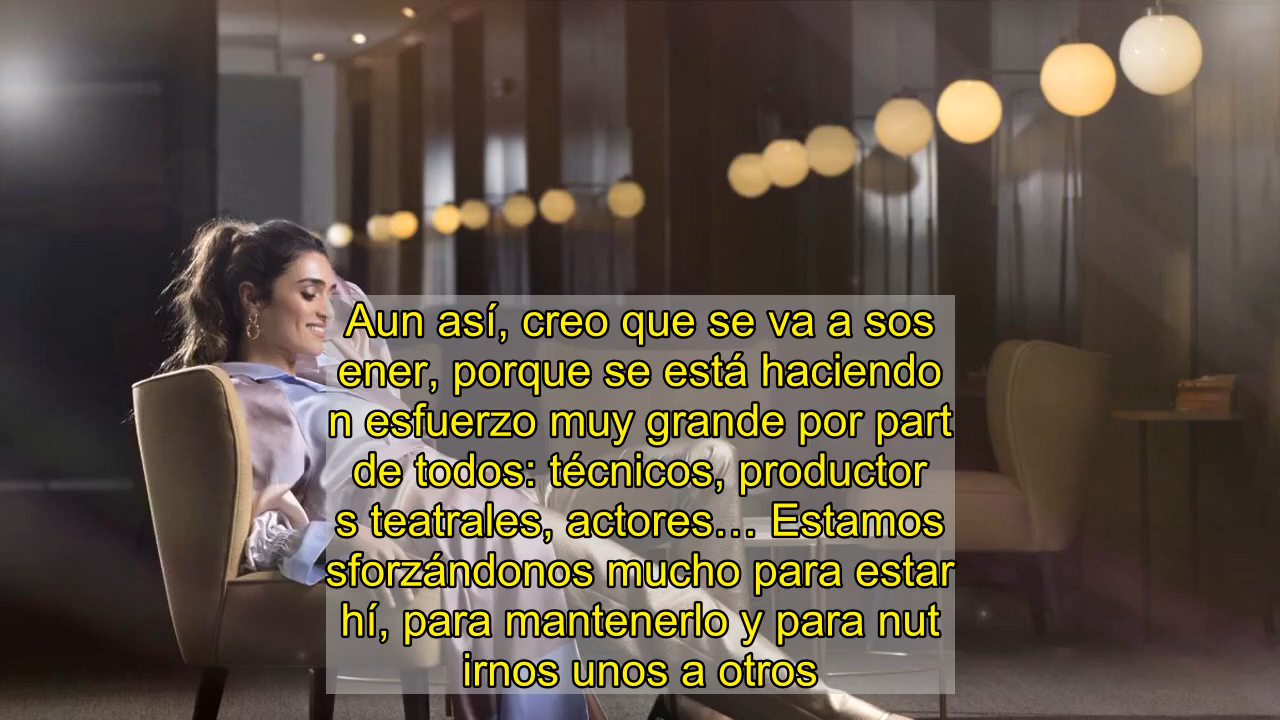 Aun así, creo que se va a sos
ener, porque se está haciendo
n esfuerzo muy grande por part
de todos: técnicos, productor
s teatrales, actores… Estamos
sforzándonos mucho para estar
hí, para mantenerlo y para nut
irnos unos a otros